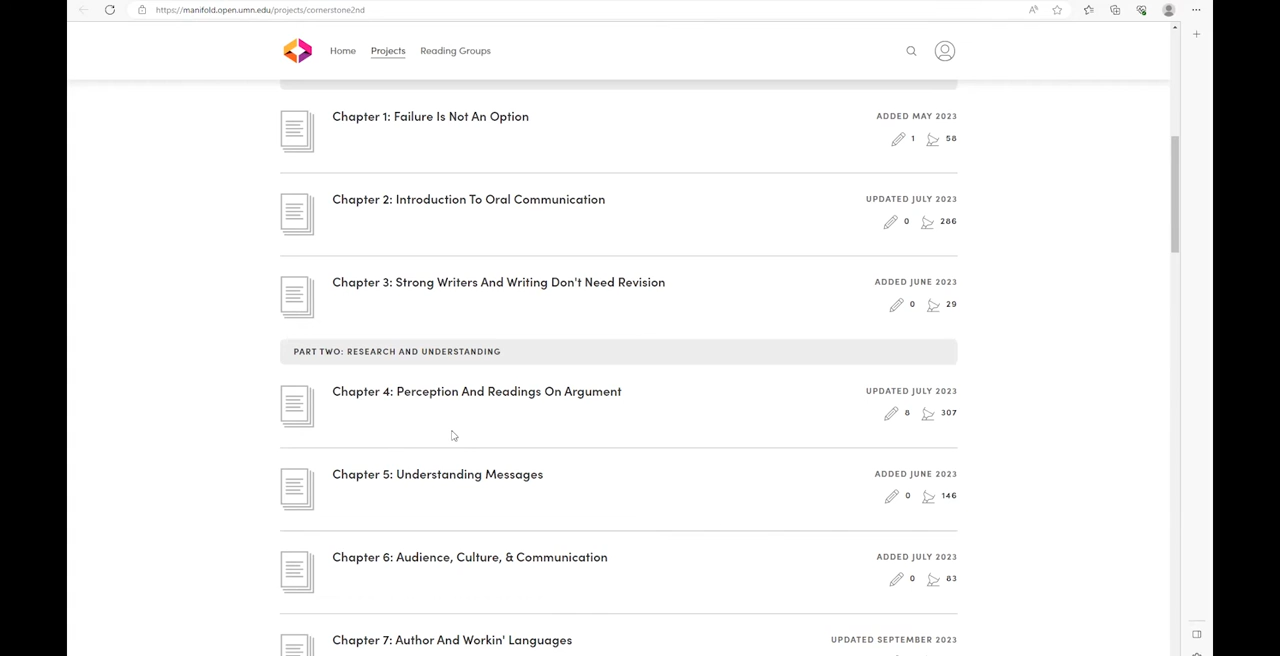 https://manifold.open.umn.edu/projects/cornerstone2nd
Home Projects Reading Groups
Chapter 1: Failure Is Not An Option
ADDED MAY 2023
1 58
Chapter 2: Introduction To Oral Communication
UPDATED JULY 2023
0 286
Chapter 3: Strong Writers And Writing Don't Need Revision
ADDED JUNE 2023
0 29
PART TWO: RESEARCH AND UNDERSTANDING
Chapter 4: Perception And Readings On Argument
UPDATED JULY 2023
8 307
Chapter 5: Understanding Messages
ADDED JUNE 2023
0 146
Chapter 6: Audience, Culture, & Communication
ADDED JULY 2023
0 83
Chapter 7: Author And Workin' Languages
UPDATED SEPTEMBER 2023